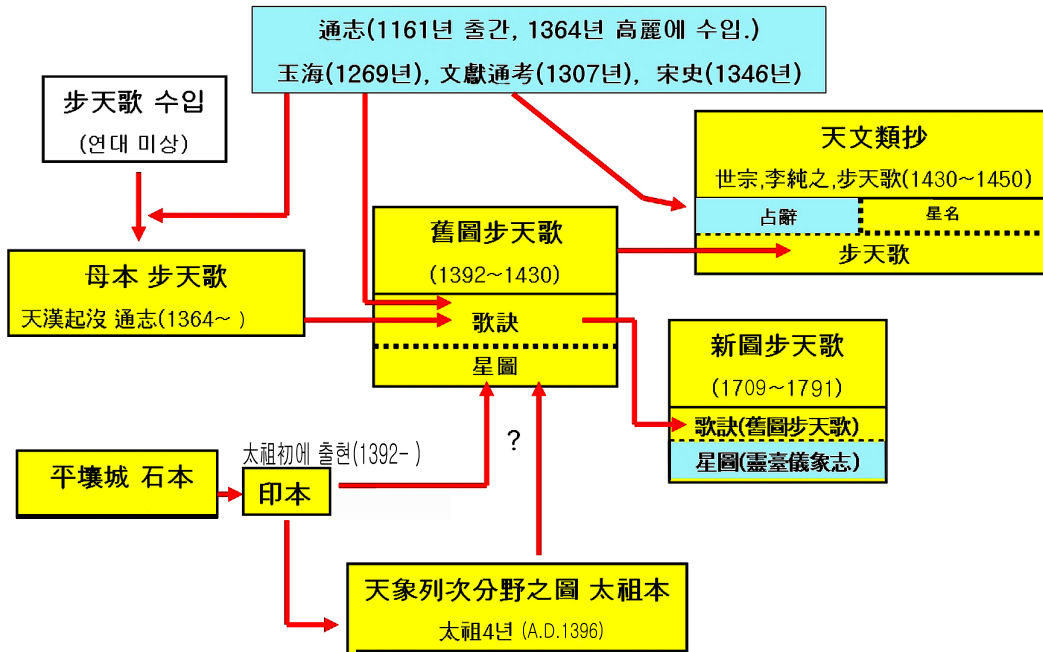 通志(1161년 출간, 1364년 高麗에 수입.)
玉海(1269년), 文獻通考(1307년), 宋史(1346년)
步天歌 수입
(연대 미상)
天文類抄
世宗,李純之,步天歌(1430~1450)
占辭
星名
步天歌
舊圖步天歌
(1392~1430)
歌訣
星圖
母本 步天歌
天漢起沒 通志(1364~ )
新圖步天歌
(1709~1791)
歌訣(舊圖步天歌)
星圖(靈臺儀象志)
?
太祖初에 출현(1392- )
平壤城 石本
印本
天象列次分野之圖 太祖本
太祖4년 (A.D.1396)